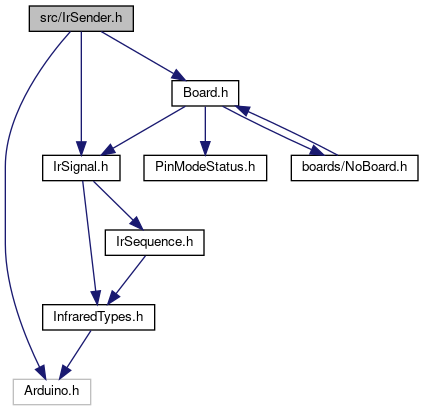 src/IrSender.h
Board.h
IrSignal.h
PinModeStatus.h
boards/NoBoard.h
IrSequence.h
InfraredTypes.h
Arduino.h